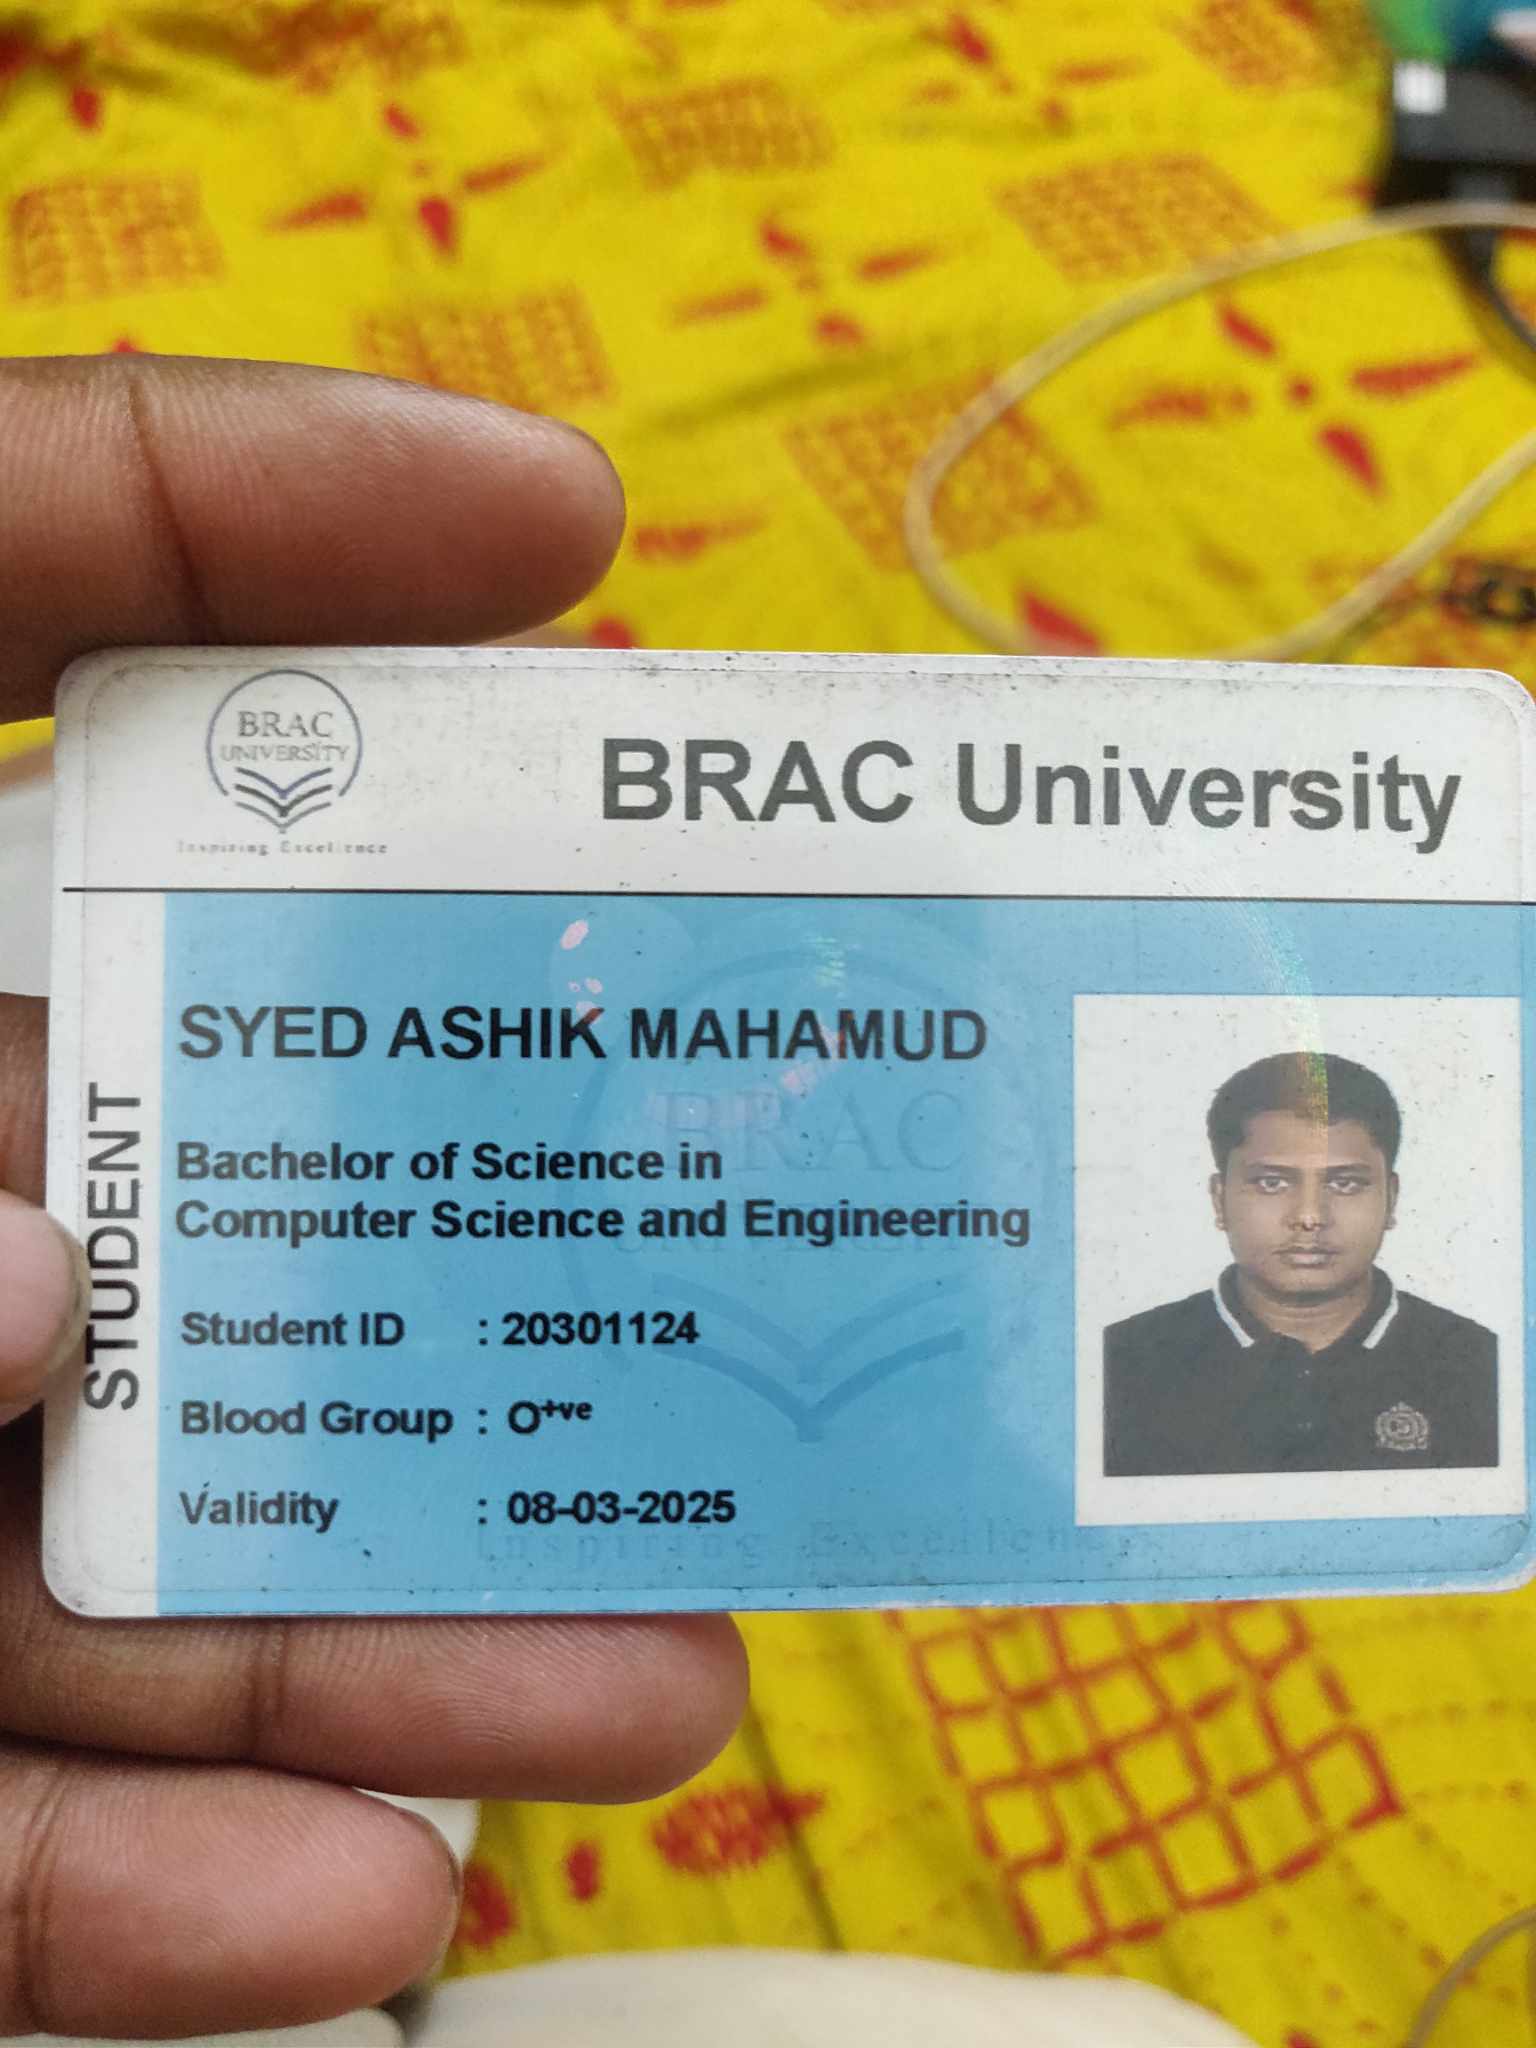 BRAC
UNIVERSITY
Inspiring Excellence
BRAC University
STUDENT
SYED ASHIK MAHAMUD
Bachelor of Science in
Computer Science and Engineering
Student ID : 20301124
Blood Group : O+ve
Validity : 08-03-2025
BRAC
UNIVERSITY
Inspiring Excellence